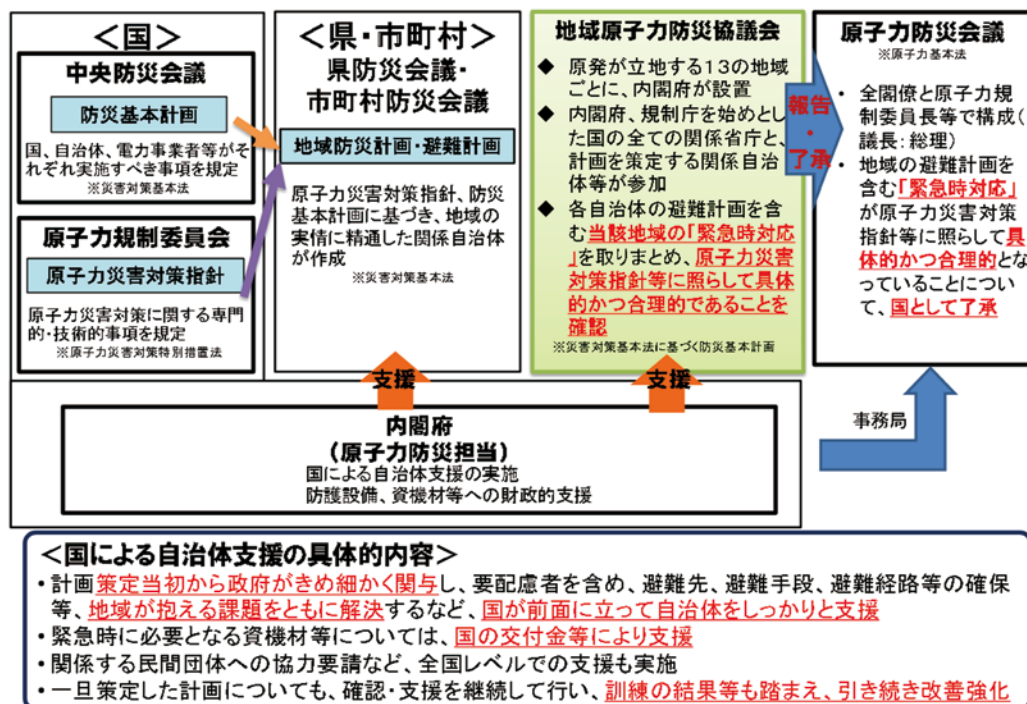 ＜国＞
中央防災会議
防災基本計画
国、自治体、電力事業者等がそ
れぞれ実施すべき事項を規定
※災害対策基本法
原子力規制委員会
原子力災害対策指針
原子力災害対策に関する専門
的・技術的事項を規定
※原子力災害対策特別措置法
＜県・市町村＞
県防災会議・
市町村防災会議
地域防災計画・避難計画
原子力災害対策指針、防災
基本計画に基づき、地域の
実情に精通した関係自治体
が作成
※災害対策基本法
地域原子力防災協議会
◆ 原発が立地する１３の地域
ごとに、内閣府が設置
◆ 内閣府、規制庁を始めとし
た国の全ての関係省庁と、
計画を策定する関係自治
体等が参加
◆ 各自治体の避難計画を含
む当該地域の「緊急時対応
」を取りまとめ、原子力災害
対策指針等に照らして具体
的かつ合理的であることを
確認
※災害対策基本法に基づく防災基本計画
報告
・
了承
原子力防災会議
※原子力基本法
・ 全閣僚と原子力規
制委員長等で構成（
議長：総理）
・ 地域の避難計画を
含む「緊急時対応」
が原子力災害対策
指針等に照らして具
体的かつ合理的とな
っていることについ
て、国として了承
支援
支援
事務局
内閣府
（原子力防災担当）
国による自治体支援の実施
防護設備、資機材等への財政的支援
＜国による自治体支援の具体的内容＞
・計画策定当初から政府がきめ細かく関与し、要配慮者を含め、避難先、避難手段、避難経路等の確保
等、地域が抱える課題をともに解決するなど、国が前面に立って自治体をしっかりと支援
・緊急時に必要となる資機材等については、国の交付金等により支援
・関係する民間団体への協力要請など、全国レベルでの支援も実施
・一旦策定した計画についても、確認・支援を継続して行い、訓練の結果等も踏まえ、引き続き改善強化